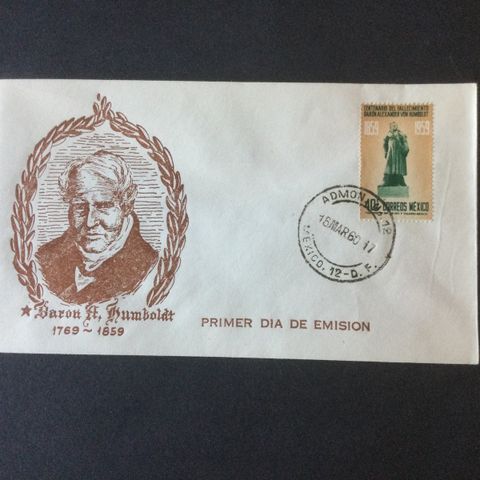 CENTENARIO DEL FALLECIMIENTO
BARON ALEXANDER VON HUMBOLDT
1859 1959
40¢ CORREOS MEXICO
ADMON.
16 MAR 60 17
MEXICO, 12-D. F.
★ Baron A. Humboldt
1769 ~ 1859
PRIMER DIA DE EMISION